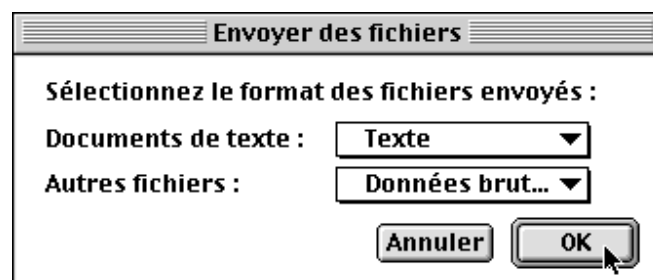 Envoyer des fichiers
Sélectionnez le format des fichiers envoyés :
Documents de texte : Texte
Autres fichiers : Données brut...
Annuler OK